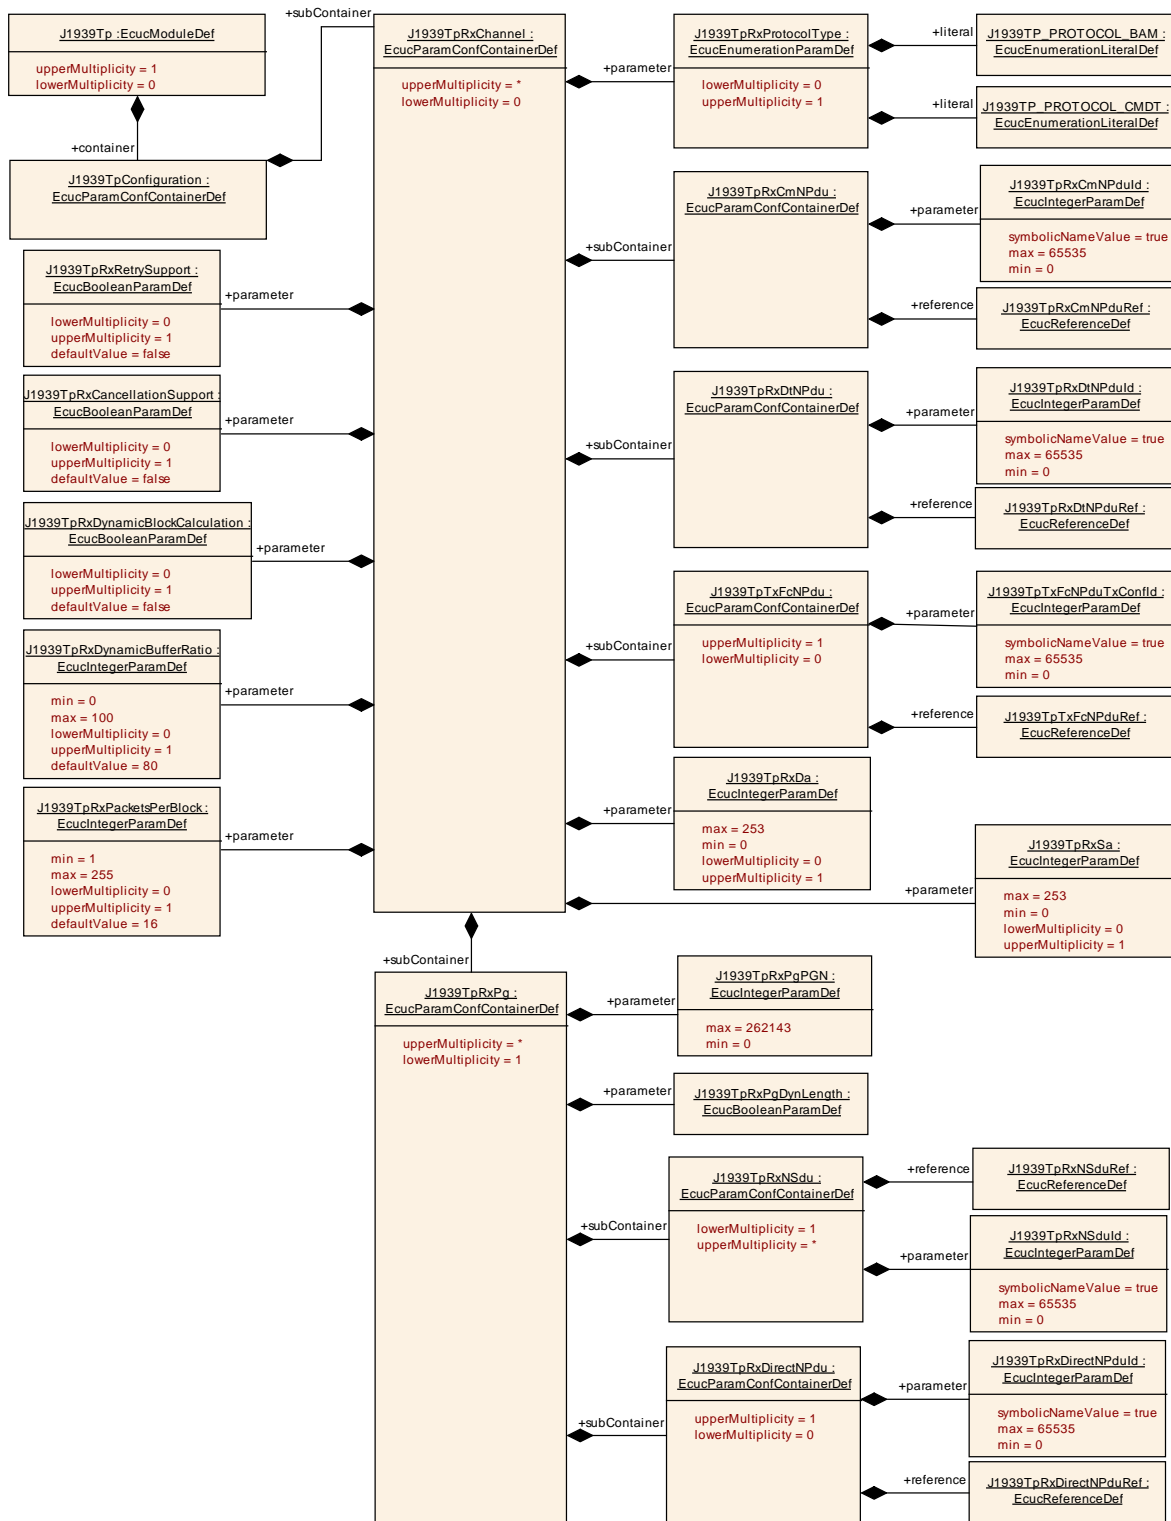 +subContainer
J1939Tp :EcucModuleDef
upperMultiplicity = 1
lowerMultiplicity = 0
+container
J1939TpConfiguration :
EcucParamConfContainerDef
J1939TpRxChannel :
EcucParamConfContainerDef
upperMultiplicity = *
lowerMultiplicity = 0
+parameter
J1939TpRxProtocolType :
EcucEnumerationParamDef
lowerMultiplicity = 0
upperMultiplicity = 1
+literal
J1939TP_PROTOCOL_BAM :
EcucEnumerationLiteralDef
+literal
J1939TP_PROTOCOL_CMDT :
EcucEnumerationLiteralDef
+subContainer
J1939TpRxCmNPdu :
EcucParamConfContainerDef
+parameter
J1939TpRxCmNPduId :
EcucIntegerParamDef
symbolicNameValue = true
max = 65535
min = 0
+reference
J1939TpRxCmNPduRef :
EcucReferenceDef
J1939TpRxRetrySupport :
EcucBooleanParamDef
lowerMultiplicity = 0
upperMultiplicity = 1
defaultValue = false
+parameter
J1939TpRxCancellationSupport :
EcucBooleanParamDef
lowerMultiplicity = 0
upperMultiplicity = 1
defaultValue = false
+parameter
+subContainer
J1939TpRxDtNPdu :
EcucParamConfContainerDef
+parameter
J1939TpRxDtNPduId :
EcucIntegerParamDef
symbolicNameValue = true
max = 65535
min = 0
+reference
J1939TpRxDtNPduRef :
EcucReferenceDef
J1939TpRxDynamicBlockCalculation :
EcucBooleanParamDef
lowerMultiplicity = 0
upperMultiplicity = 1
defaultValue = false
+parameter
+subContainer
J1939TpTxFcNPdu :
EcucParamConfContainerDef
upperMultiplicity = 1
lowerMultiplicity = 0
+parameter
J1939TpTxFcNPduTxConfId :
EcucIntegerParamDef
symbolicNameValue = true
max = 65535
min = 0
+reference
J1939TpTxFcNPduRef :
EcucReferenceDef
J1939TpRxDynamicBufferRatio :
EcucIntegerParamDef
min = 0
max = 100
lowerMultiplicity = 0
upperMultiplicity = 1
defaultValue = 80
+parameter
+parameter
J1939TpRxDa :
EcucIntegerParamDef
max = 253
min = 0
lowerMultiplicity = 0
upperMultiplicity = 1
J1939TpRxPacketsPerBlock :
EcucIntegerParamDef
min = 1
max = 255
lowerMultiplicity = 0
upperMultiplicity = 1
defaultValue = 16
+parameter
+parameter
J1939TpRxSa :
EcucIntegerParamDef
max = 253
min = 0
lowerMultiplicity = 0
upperMultiplicity = 1
+subContainer
J1939TpRxPg :
EcucParamConfContainerDef
upperMultiplicity = *
lowerMultiplicity = 1
+parameter
J1939TpRxPgPGN :
EcucIntegerParamDef
max = 262143
min = 0
+parameter
J1939TpRxPgDynLength :
EcucBooleanParamDef
+subContainer
J1939TpRxNSdu :
EcucParamConfContainerDef
lowerMultiplicity = 1
upperMultiplicity = *
+reference
J1939TpRxNSduRef :
EcucReferenceDef
+parameter
J1939TpRxNSduId :
EcucIntegerParamDef
symbolicNameValue = true
max = 65535
min = 0
+subContainer
J1939TpRxDirectNPdu :
EcucParamConfContainerDef
upperMultiplicity = 1
lowerMultiplicity = 0
+parameter
J1939TpRxDirectNPduId :
EcucIntegerParamDef
symbolicNameValue = true
max = 65535
min = 0
+reference
J1939TpRxDirectNPduRef :
EcucReferenceDef